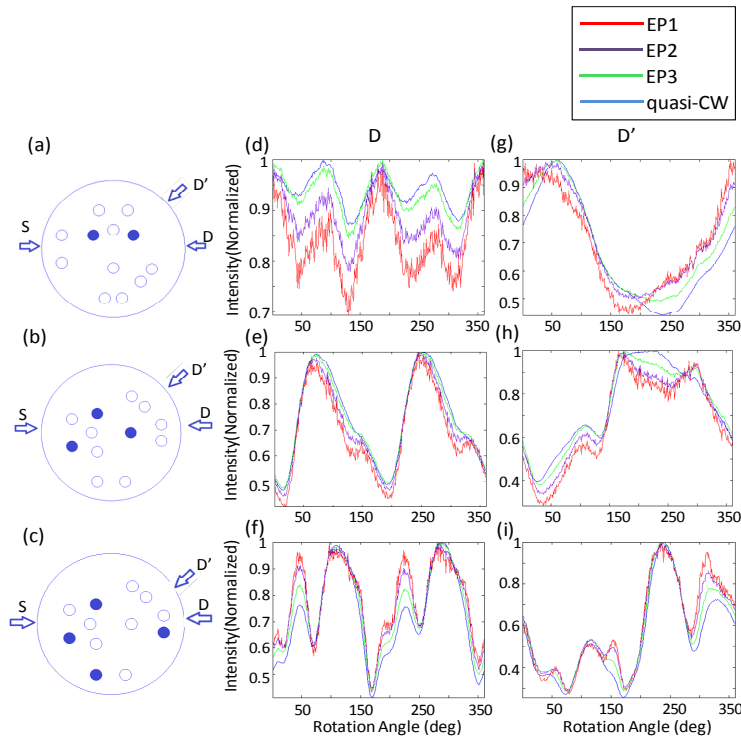 EP1
EP2
EP3
quasi-CW
D
D’
(a)
(d)
(g)
D’
S
D
Intensity(Normalized)
1
0.9
0.8
0.7
50 150 250 350
1
0.9
0.8
0.7
0.6
0.5
50 150 250 350
(b)
(e)
(h)
D’
S
D
Intensity(Normalized)
1
0.9
0.8
0.7
0.6
0.5
50 150 250 350
1
0.8
0.6
0.4
50 150 250 350
(c)
(f)
(i)
D’
S
D
Intensity(Normalized)
1
0.9
0.8
0.7
0.6
0.5
50 150 250 350
1
0.8
0.6
0.4
50 150 250 350
Rotation Angle (deg)
Rotation Angle (deg)